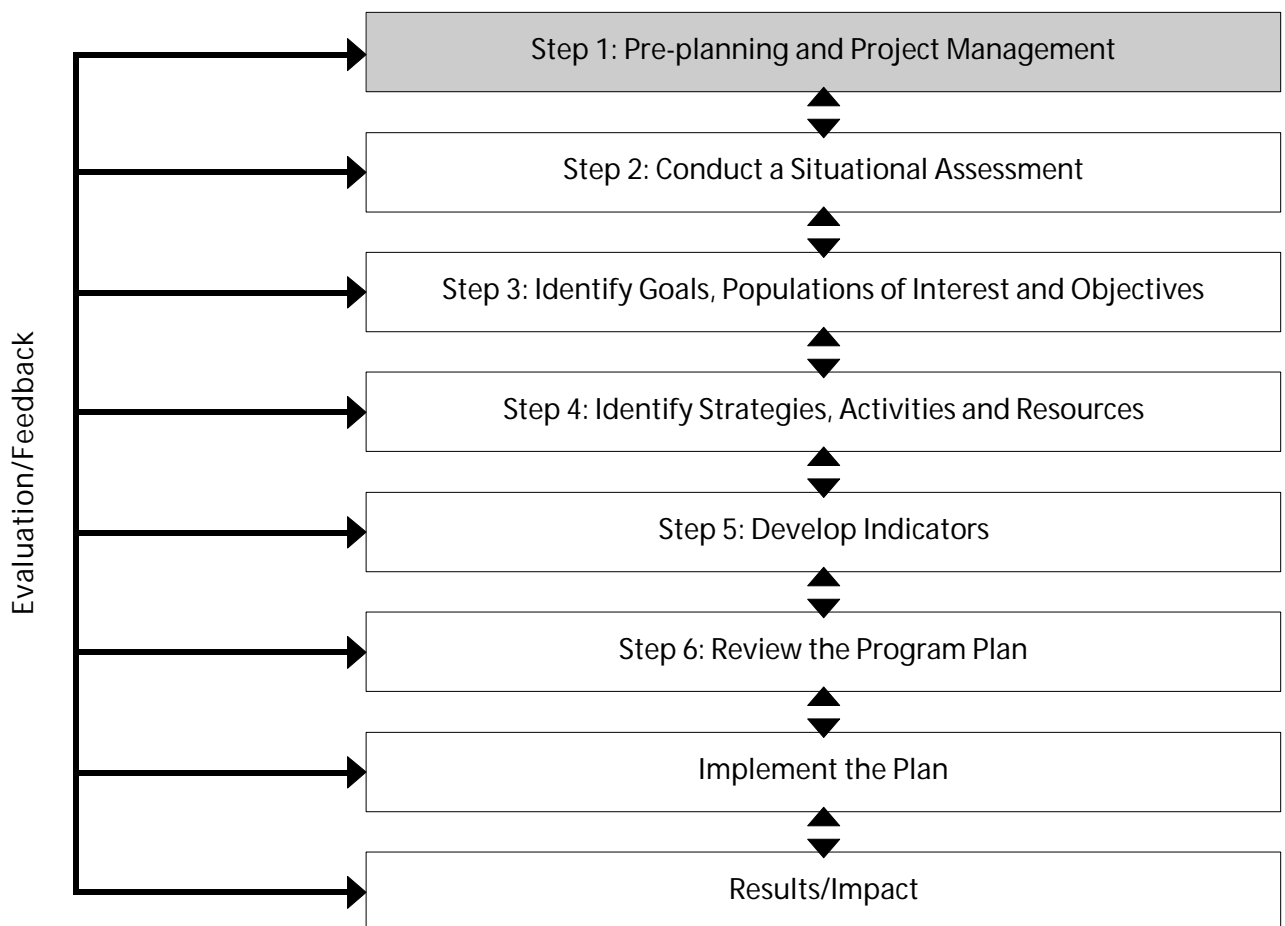 Step 1: Pre-planning and Project Management
Step 2: Conduct a Situational Assessment
Step 3: Identify Goals, Populations of Interest and Objectives
Step 4: Identify Strategies, Activities and Resources
Step 5: Develop Indicators
Step 6: Review the Program Plan
Implement the Plan
Results/Impact
Evaluation/Feedback